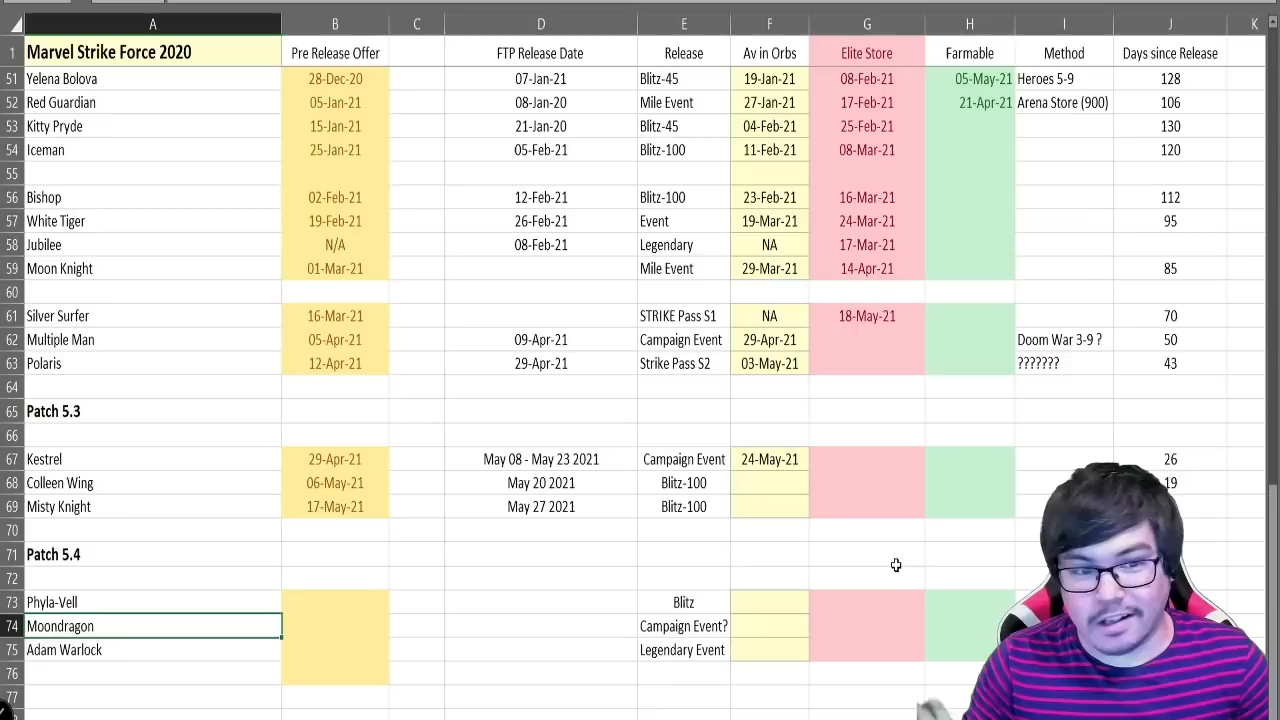 A B C D E F G H I J K
1 Marvel Strike Force 2020 Pre Release Offer FTP Release Date Release Av in Orbs Elite Store Farmable Method Days since Release
51 Yelena Bolova 28-Dec-20 07-Jan-21 Blitz-45 19-Jan-21 08-Feb-21 05-May-21 Heroes 5-9 128
52 Red Guardian 05-Jan-21 08-Jan-20 Mile Event 27-Jan-21 17-Feb-21 21-Apr-21 Arena Store (900) 106
53 Kitty Pryde 15-Jan-21 21-Jan-20 Blitz-45 04-Feb-21 25-Feb-21 130
54 Iceman 25-Jan-21 05-Feb-21 Blitz-100 11-Feb-21 08-Mar-21 120
55
56 Bishop 02-Feb-21 12-Feb-21 Blitz-100 23-Feb-21 16-Mar-21 112
57 White Tiger 19-Feb-21 26-Feb-21 Event 19-Mar-21 24-Mar-21 95
58 Jubilee N/A 08-Feb-21 Legendary NA 17-Mar-21
59 Moon Knight 01-Mar-21 Mile Event 29-Mar-21 14-Apr-21 85
60
61 Silver Surfer 16-Mar-21 STRIKE Pass S1 NA 18-May-21 70
62 Multiple Man 05-Apr-21 09-Apr-21 Campaign Event 29-Apr-21 Doom War 3-9 ? 50
63 Polaris 12-Apr-21 29-Apr-21 Strike Pass S2 03-May-21 ??????? 43
64
65 Patch 5.3
66
67 Kestrel 29-Apr-21 May 08 - May 23 2021 Campaign Event 24-May-21 26
68 Colleen Wing 06-May-21 May 20 2021 Blitz-100 19
69 Misty Knight 17-May-21 May 27 2021 Blitz-100
70
71 Patch 5.4
72
73 Phyla-Vell Blitz
74 Moondragon Campaign Event?
75 Adam Warlock Legendary Event
76
77